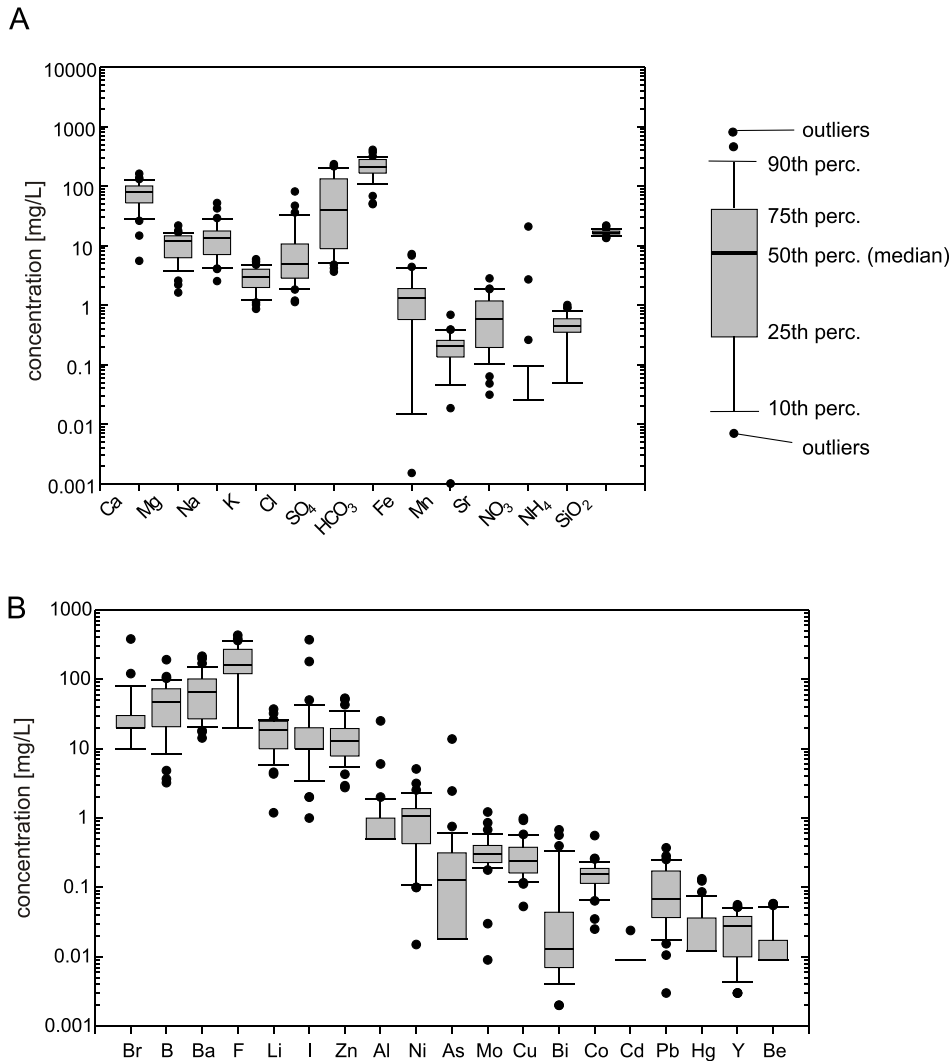 A
concentration [mg/L]
10000
1000
100
10
1
0.1
0.01
0.001
Ca Mg Na K Cl SO₄ HCO₃ Fe Mn Sr NO₃ NH₄ SiO₂
outliers
90th perc.
75th perc.
50th perc. (median)
25th perc.
10th perc.
outliers
B
concentration [mg/L]
1000
100
10
1
0.1
0.01
0.001
Br B Ba F Li I Zn Al Ni As Mo Cu Bi Co Cd Pb Hg Y Be